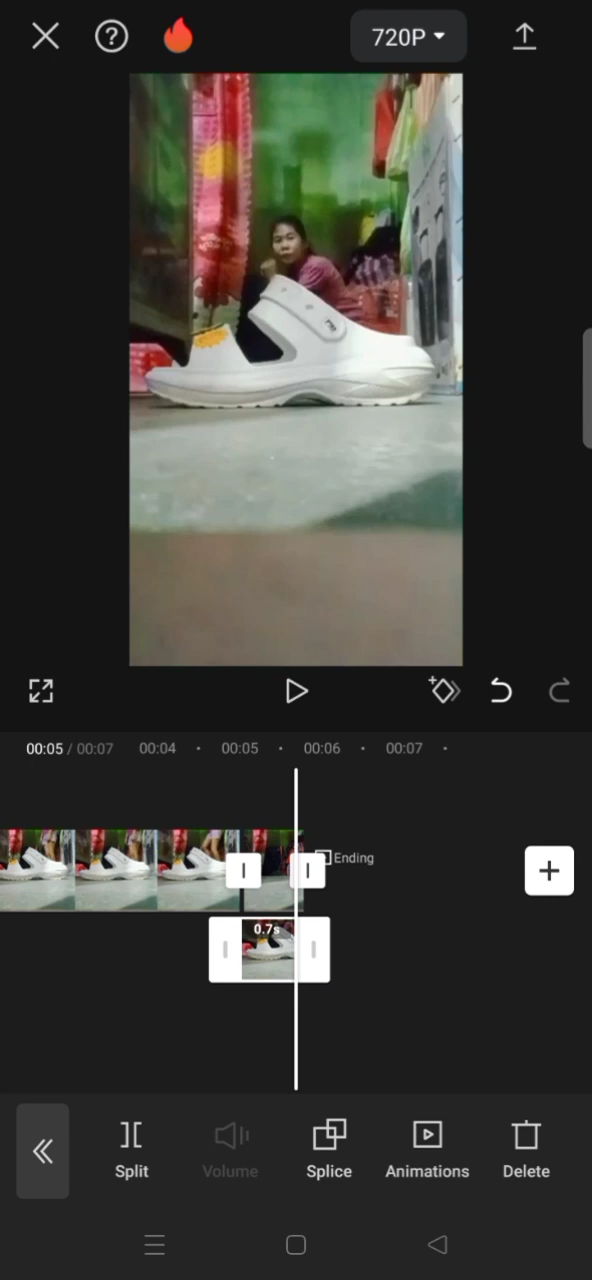 720P
00:05 / 00:07
00:04
00:05
00:06
00:07
Ending
0.7s
Split
Volume
Splice
Animations
Delete